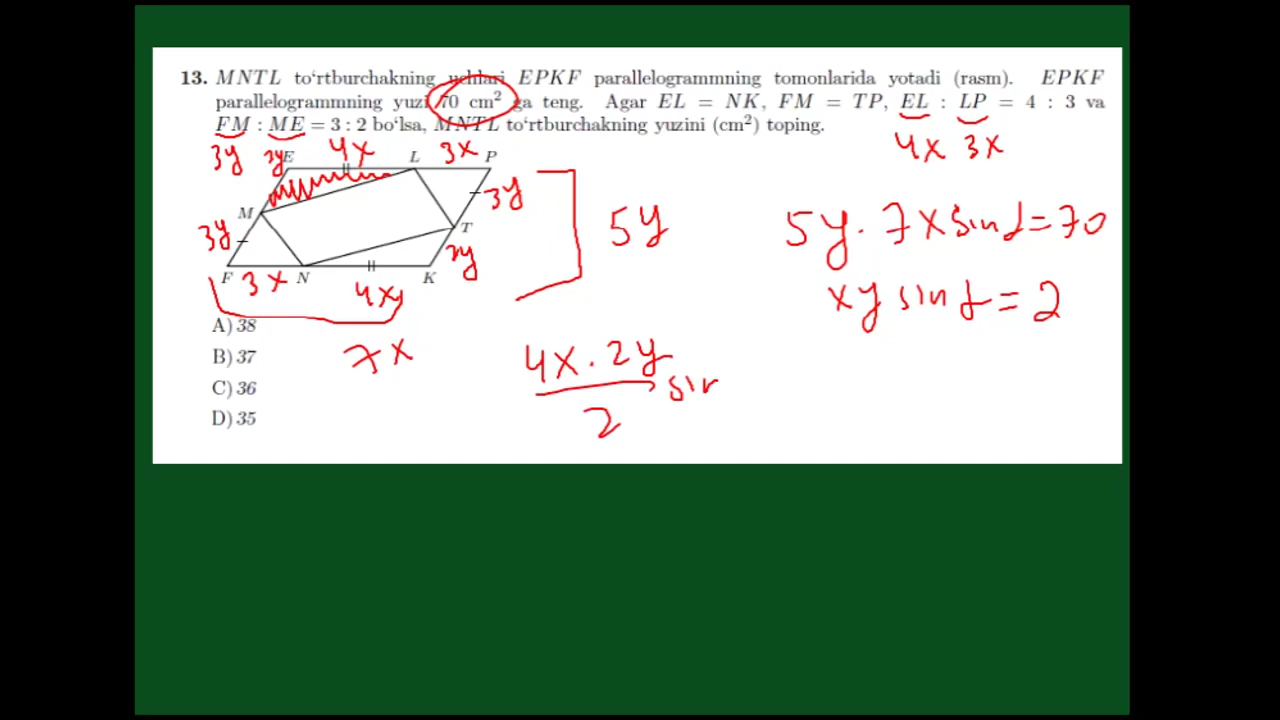 13. MNTL to‘rtburchakning uchlari EPKF parallelogrammning tomonlarida yotadi (rasm). EPKF
parallelogrammning yuzi 70 cm² ga teng. Agar EL = NK, FM = TP, EL : LP = 4 : 3 va
FM : ME = 3 : 2 bo‘lsa, MNTL to‘rtburchakning yuzini (cm²) toping.
3y 4x 3x 4x 3x
E L P
3y
M T
3y 5y 5y · 7x sin α = 70
F 3x N 4x K
xy sin α = 2
A) 38
B) 37 7x 4x · 2y / 2 sin
C) 36
D) 35